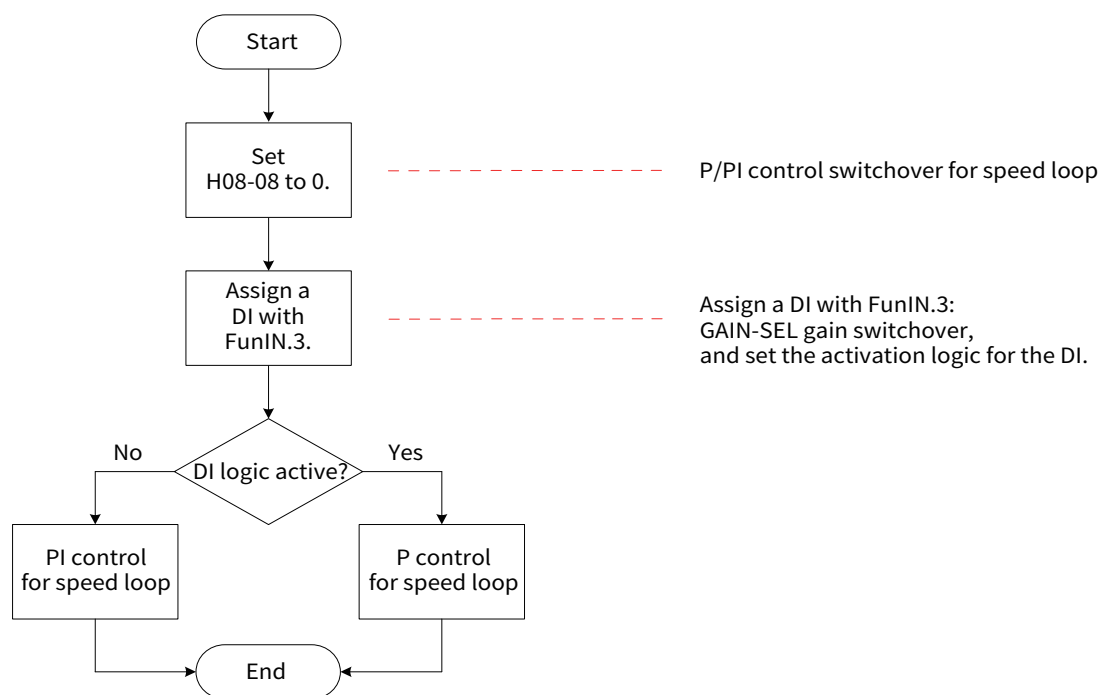 Start
Set
H08-08 to 0.
P/PI control switchover for speed loop
Assign a
DI with
FunIN.3.
Assign a DI with FunIN.3:
GAIN-SEL gain switchover,
and set the activation logic for the DI.
No
Yes
DI logic active?
PI control
for speed loop
P control
for speed loop
End